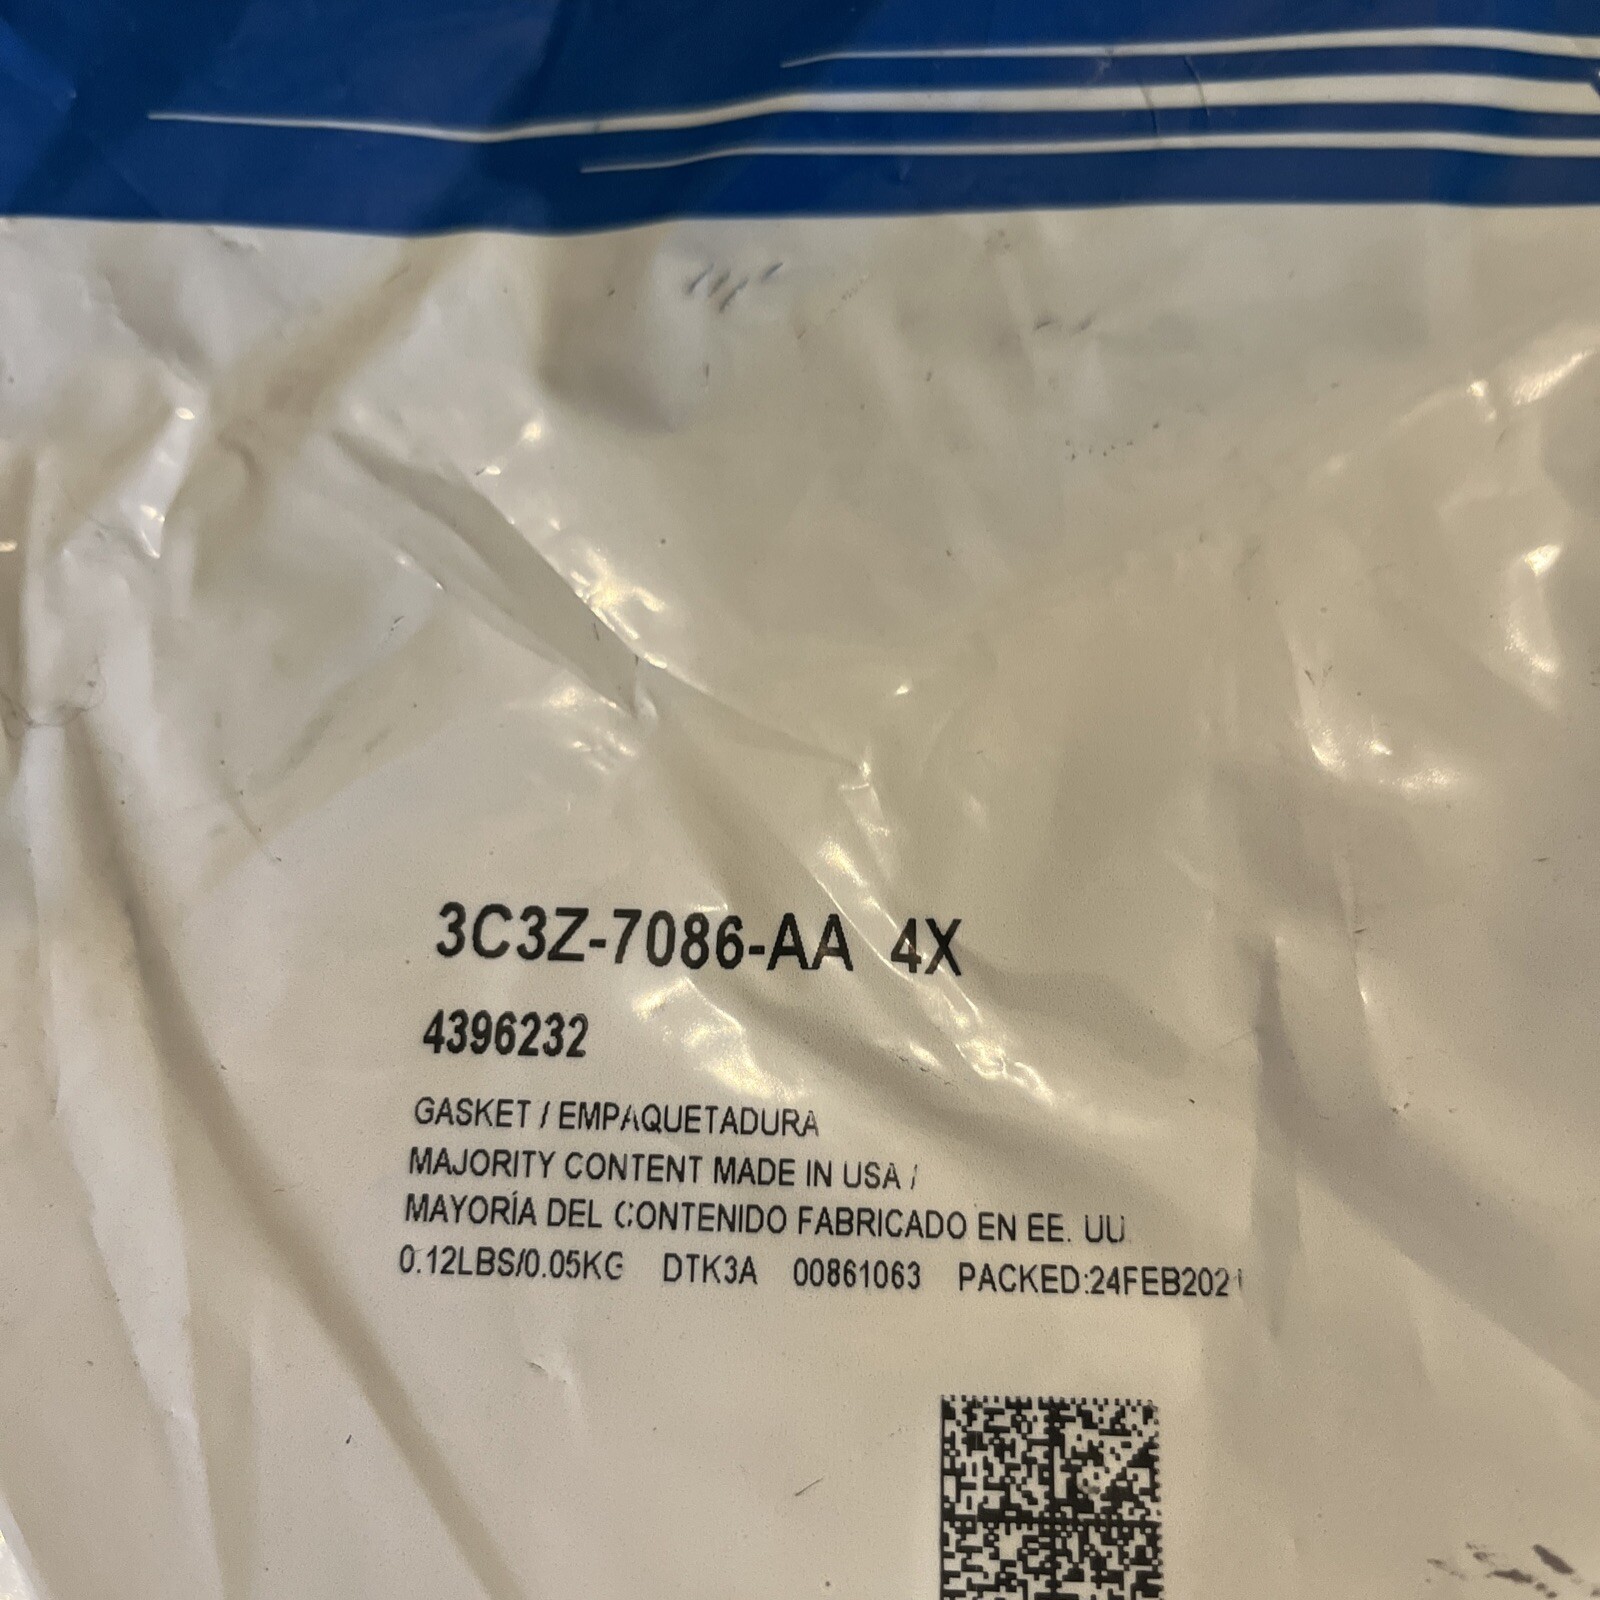 3C3Z-7086-AA 4X
4396232
GASKET / EMPAQUETADURA
MAJORITY CONTENT MADE IN USA /
MAYORÍA DEL CONTENIDO FABRICADO EN EE. UU.
0.12LBS/0.05KG DTK3A 00861063 PACKED:24FEB2021